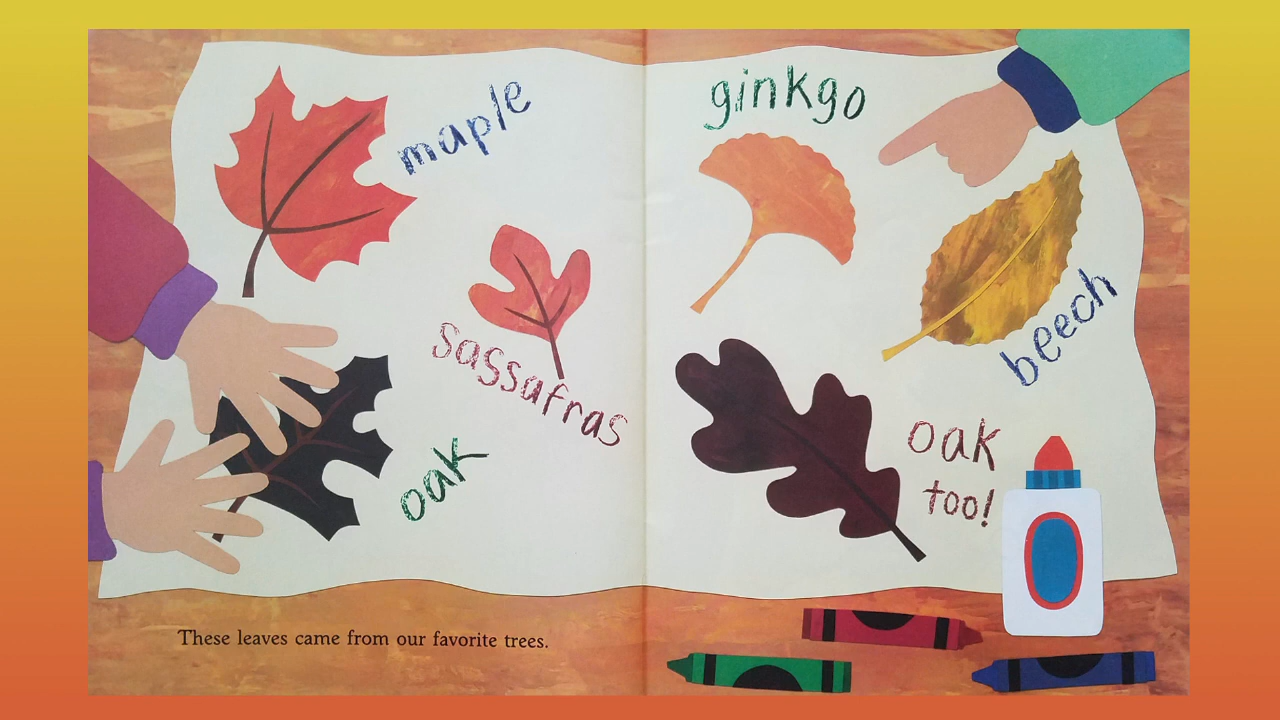 maple
sassafras
oak
These leaves came from our favorite trees.
ginkgo
beech
oak
too!